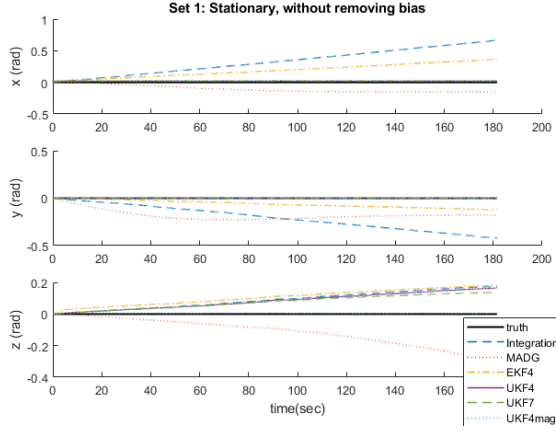 Set 1: Stationary, without removing bias
1
0.5
0
-0.5
x (rad)
0 20 40 60 80 100 120 140 160 180 200
0.5
0
-0.5
y (rad)
0 20 40 60 80 100 120 140 160 180 200
0.2
0
-0.2
-0.4
z (rad)
0 20 40 60 80 100 120 140 160
time(sec)
truth
Integration
MADG
EKF4
UKF4
UKF7
UKF4mag